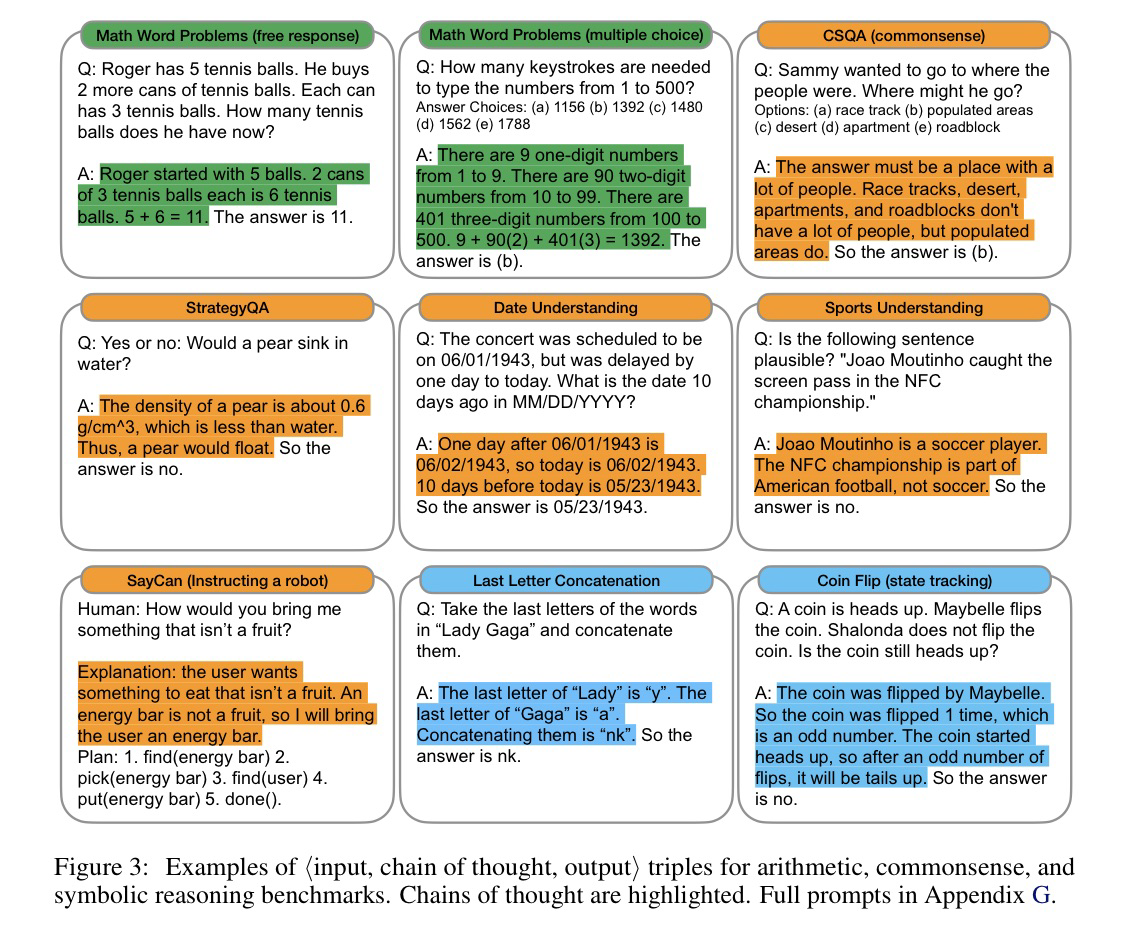 Math Word Problems (free response)
Q: Roger has 5 tennis balls. He buys
2 more cans of tennis balls. Each can
has 3 tennis balls. How many tennis
balls does he have now?
A: Roger started with 5 balls. 2 cans
of 3 tennis balls each is 6 tennis
balls. 5 + 6 = 11. The answer is 11.
Math Word Problems (multiple choice)
Q: How many keystrokes are needed
to type the numbers from 1 to 500?
Answer Choices: (a) 1156 (b) 1392 (c) 1480
(d) 1562 (e) 1788
A: There are 9 one-digit numbers
from 1 to 9. There are 90 two-digit
numbers from 10 to 99. There are
401 three-digit numbers from 100 to
500. 9 + 90(2) + 401(3) = 1392. The
answer is (b).
CSQA (commonsense)
Q: Sammy wanted to go to where the
people were. Where might he go?
Options: (a) race track (b) populated areas
(c) desert (d) apartment (e) roadblock
A: The answer must be a place with a
lot of people. Race tracks, desert,
apartments, and roadblocks don't
have a lot of people, but populated
areas do. So the answer is (b).
StrategyQA
Q: Yes or no: Would a pear sink in
water?
A: The density of a pear is about 0.6
g/cm^3, which is less than water.
Thus, a pear would float. So the
answer is no.
Date Understanding
Q: The concert was scheduled to be
on 06/01/1943, but was delayed by
one day to today. What is the date 10
days ago in MM/DD/YYYY?
A: One day after 06/01/1943 is
06/02/1943, so today is 06/02/1943.
10 days before today is 05/23/1943.
So the answer is 05/23/1943.
Sports Understanding
Q: Is the following sentence
plausible? "Joao Moutinho caught the
screen pass in the NFC
championship."
A: Joao Moutinho is a soccer player.
The NFC championship is part of
American football, not soccer. So the
answer is no.
SayCan (Instructing a robot)
Human: How would you bring me
something that isn’t a fruit?
Explanation: the user wants
something to eat that isn’t a fruit. An
energy bar is not a fruit, so I will bring
the user an energy bar.
Plan: 1. find(energy bar) 2.
pick(energy bar) 3. find(user) 4.
put(energy bar) 5. done().
Last Letter Concatenation
Q: Take the last letters of the words
in “Lady Gaga” and concatenate
them.
A: The last letter of “Lady” is “y”. The
last letter of “Gaga” is “a”.
Concatenating them is “nk”. So the
answer is nk.
Coin Flip (state tracking)
Q: A coin is heads up. Maybelle flips
the coin. Shalonda does not flip the
coin. Is the coin still heads up?
A: The coin was flipped by Maybelle.
So the coin was flipped 1 time, which
is an odd number. The coin started
heads up, so after an odd number of
flips, it will be tails up. So the answer
is no.
Figure 3: Examples of ⟨input, chain of thought, output⟩ triples for arithmetic, commonsense, and
symbolic reasoning benchmarks. Chains of thought are highlighted. Full prompts in Appendix G.